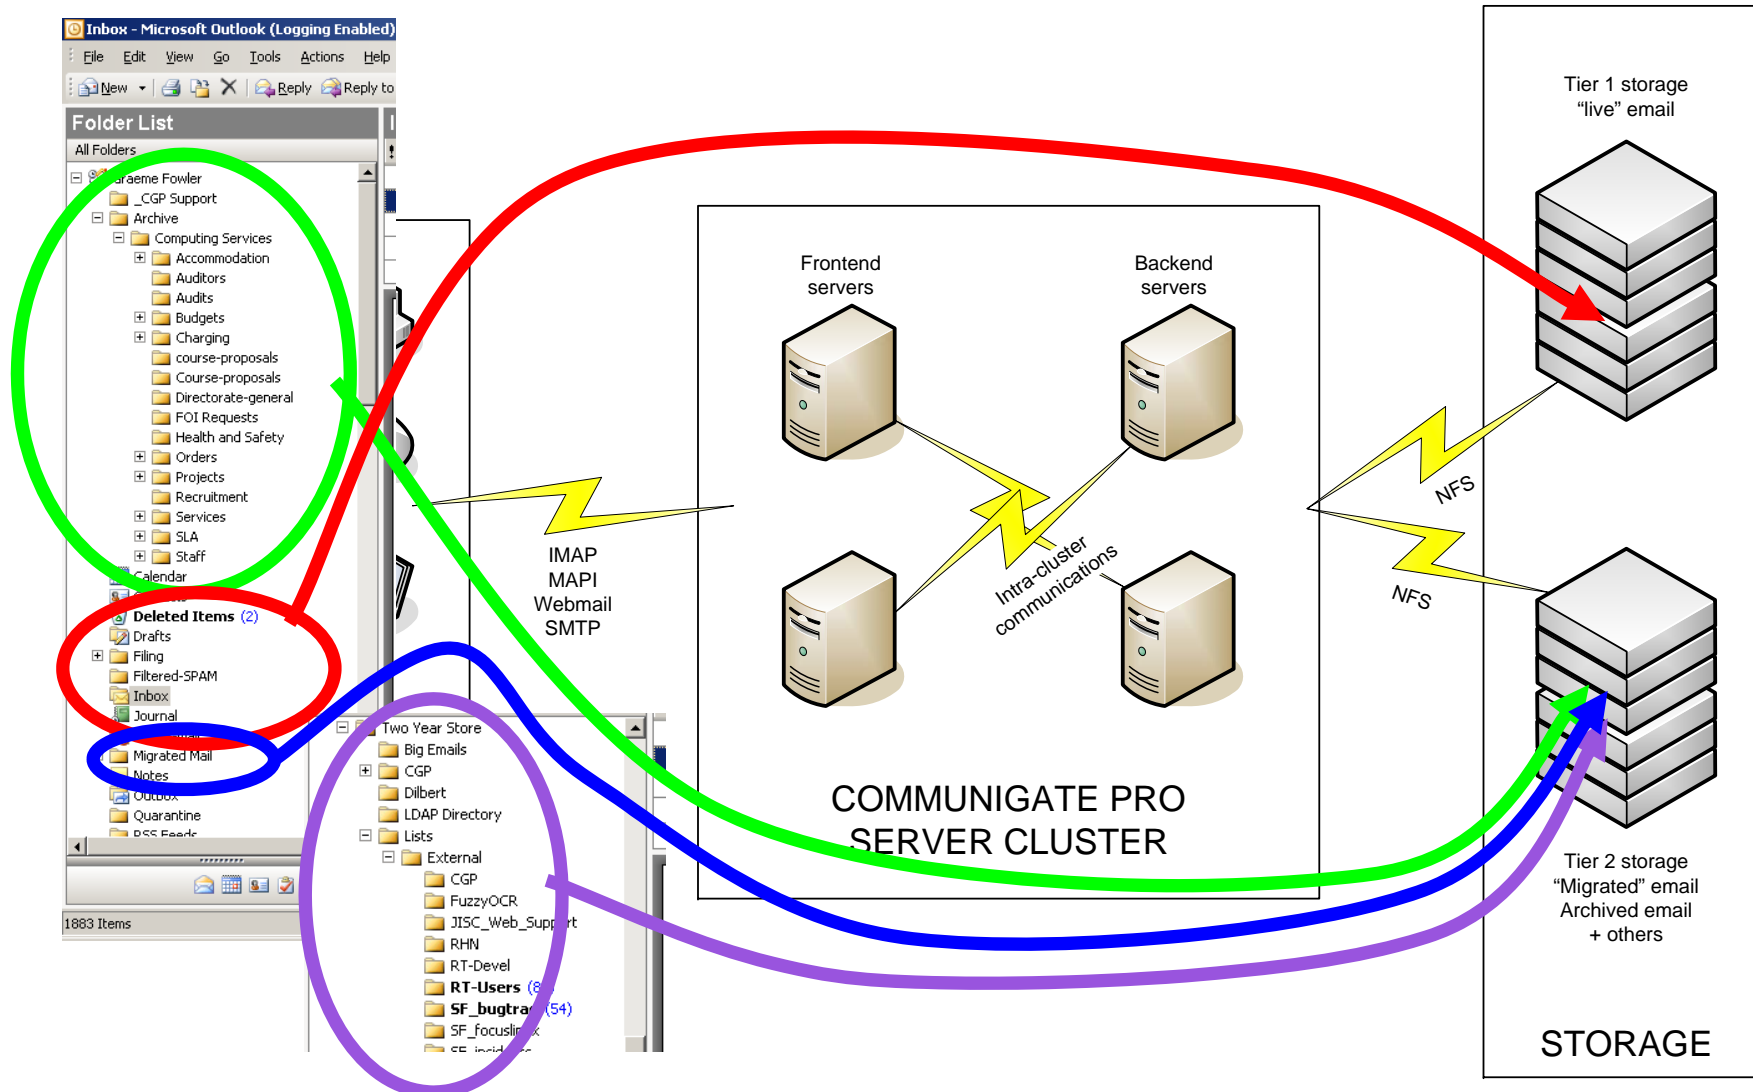 Inbox - Microsoft Outlook (Logging Enabled)
File Edit View Go Tools Actions Help
New Reply Reply to
Folder List
All Folders
raeme Fowler
_CGP Support
Archive
Computing Services
Accommodation
Auditors
Audits
Budgets
Charging
course-proposals
Course-proposals
Directorate-general
FOI Requests
Health and Safety
Orders
Projects
Recruitment
Services
SLA
Staff
Calendar
Deleted Items (2)
Drafts
Filing
Filtered-SPAM
Inbox
Journal
Migrated Mail
Notes
Outbox
Quarantine
RSS Feeds
1883 Items
Two Year Store
Big Emails
CGP
Dilbert
LDAP Directory
Lists
External
CGP
FuzzyOCR
JISC_Web_Support
RHN
RT-Devel
RT-Users
SF_bugtraq (54)
IMAP
MAPI
Webmail
SMTP
Frontend
servers
Backend
servers
Intra-cluster
communications
COMMUNIGATE PRO
SERVER CLUSTER
NFS
NFS
Tier 1 storage
“live” email
Tier 2 storage
“Migrated” email
Archived email
+ others
STORAGE